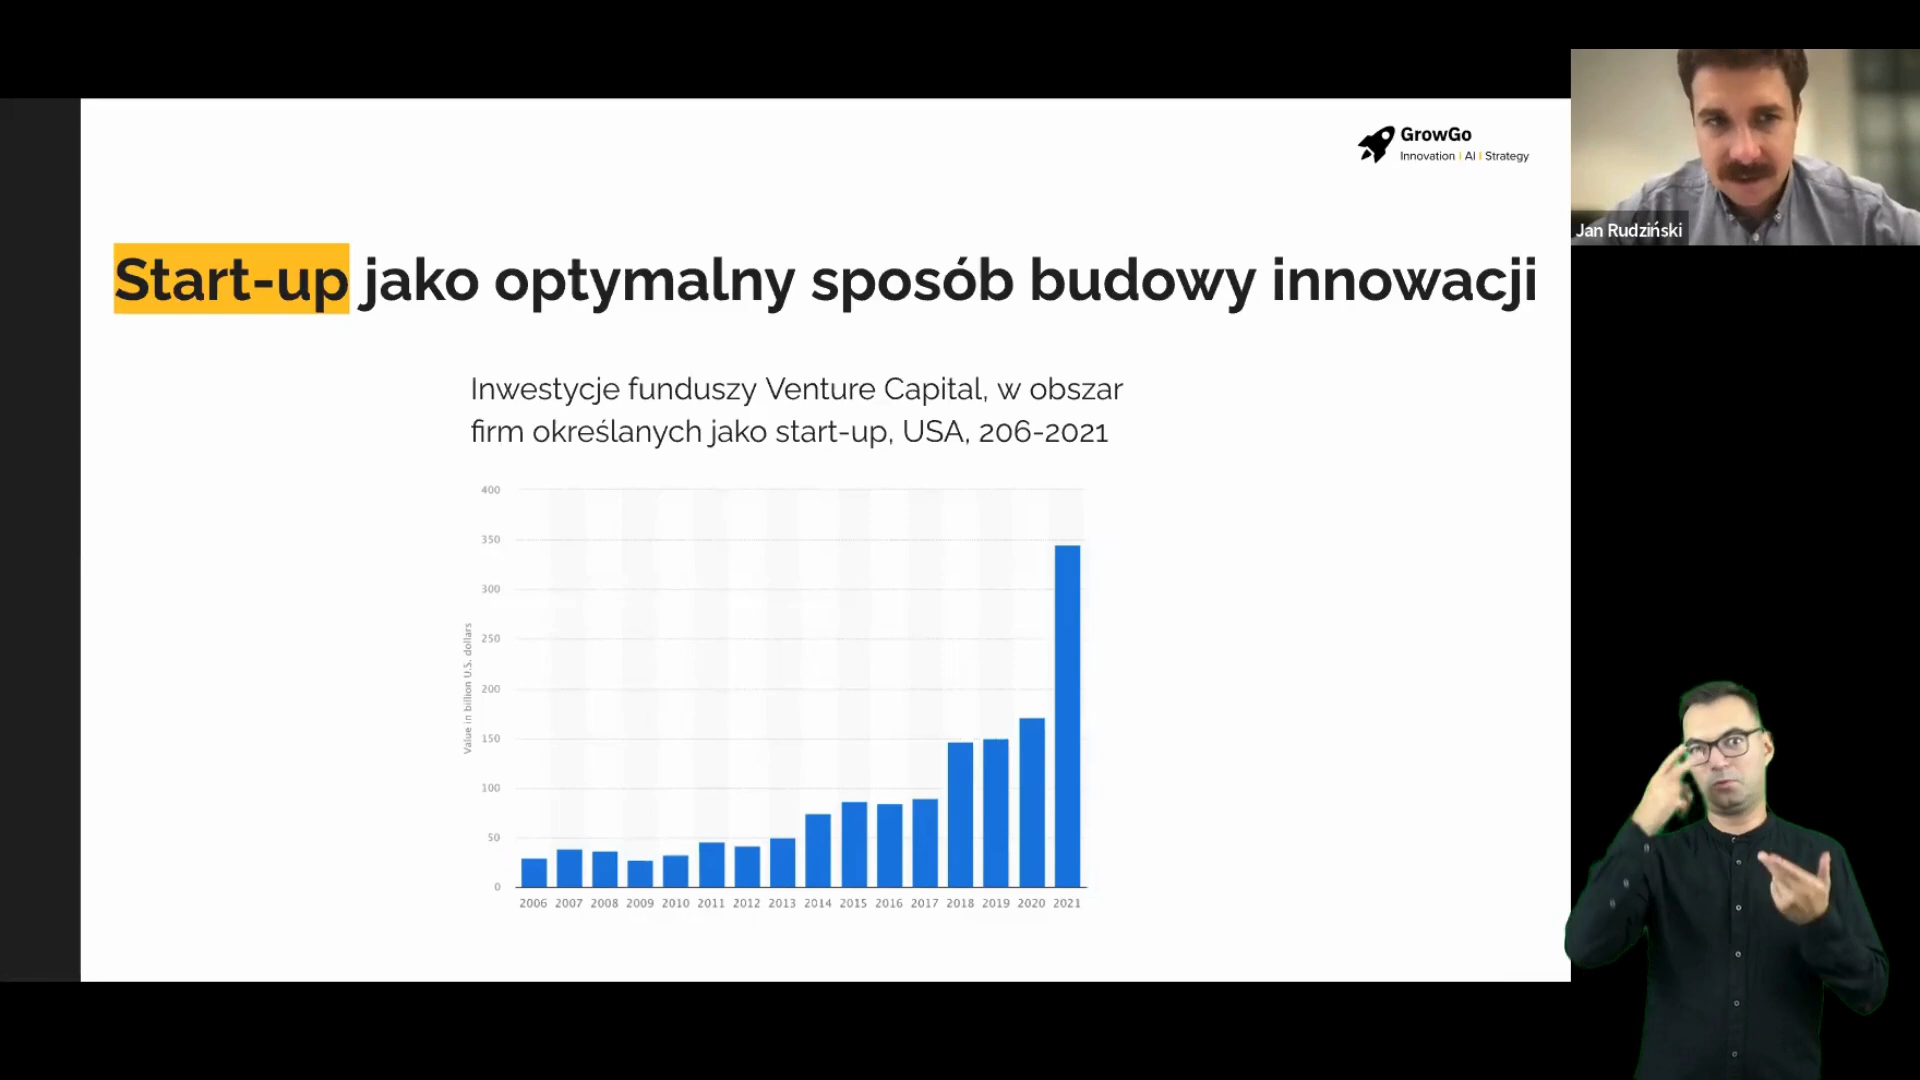 GrowGo
Innovation | AI | Strategy
Jan Rudziński
Start-up jako optymalny sposób budowy innowacji
Inwestycje funduszy Venture Capital, w obszar
firm określanych jako start-up, USA, 206-2021
Value in billion U.S. dollars
400
350
300
250
200
150
100
50
0
2006 2007 2008 2009 2010 2011 2012 2013 2014 2015 2016 2017 2018 2019 2020 2021